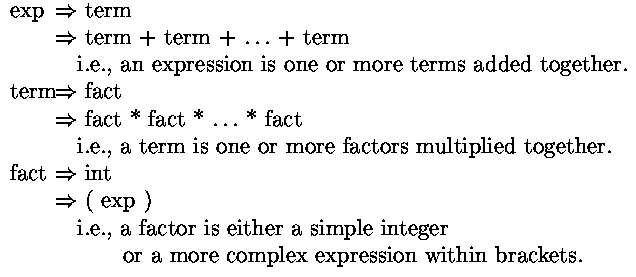 exp ⇒ term
⇒ term + term + ... + term
i.e., an expression is one or more terms added together.
term⇒ fact
⇒ fact * fact * ... * fact
i.e., a term is one or more factors multiplied together.
fact ⇒ int
⇒ ( exp )
i.e., a factor is either a simple integer
or a more complex expression within brackets.